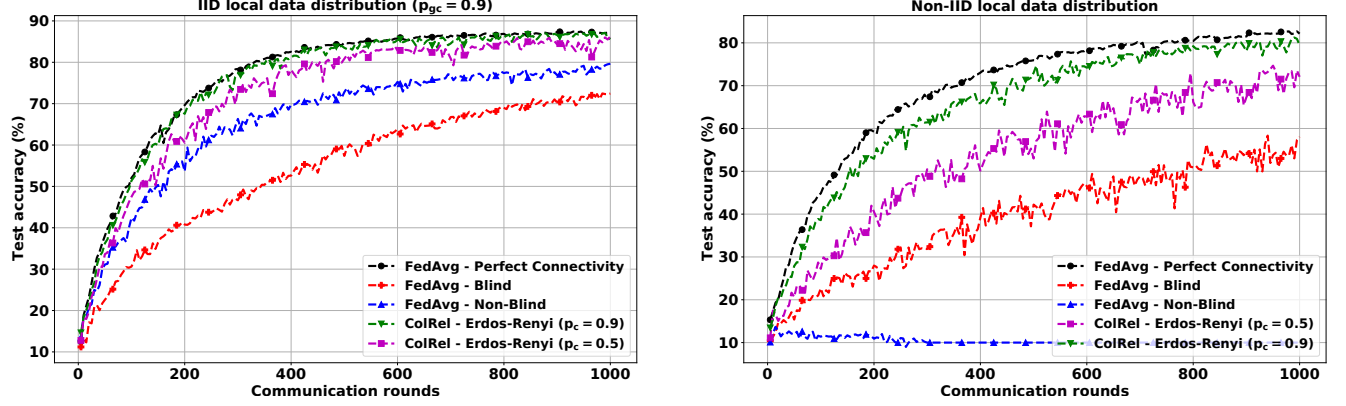 IID local data distribution (p_gc = 0.9)
Test accuracy (%)
90
80
70
60
50
40
30
20
10
FedAvg - Perfect Connectivity
FedAvg - Blind
FedAvg - Non-Blind
ColRel - Erdos-Renyi (p_c = 0.9)
ColRel - Erdos-Renyi (p_c = 0.5)
0 200 400 600 800 1000
Communication rounds
Non-IID local data distribution
Test accuracy (%)
80
70
60
50
40
30
20
10
FedAvg - Perfect Connectivity
FedAvg - Blind
FedAvg - Non-Blind
ColRel - Erdos-Renyi (p_c = 0.5)
ColRel - Erdos-Renyi (p_c = 0.9)
0 200 400 600 800 1000
Communication rounds